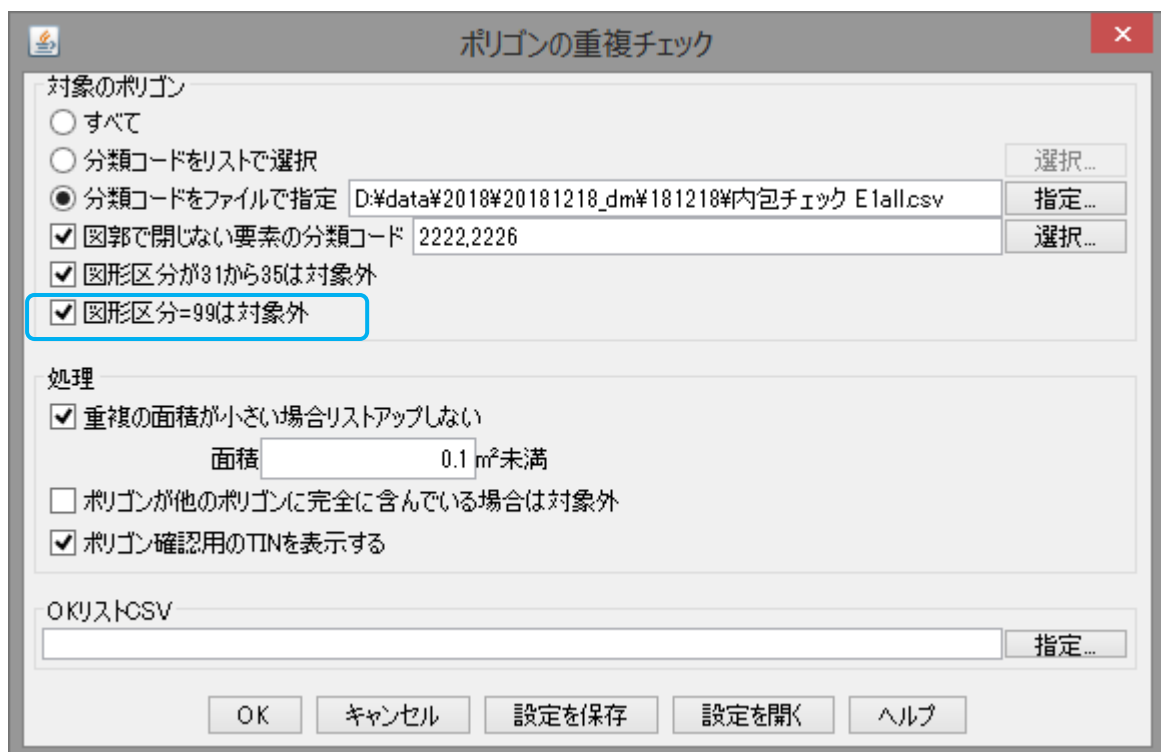 ポリゴンの重複チェック
対象のポリゴン
すべて
分類コードをリストで選択 選択...
分類コードをファイルで指定 D:¥data¥2018¥20181218_dm¥181218¥内包チェック E1all.csv 指定...
図郭で閉じない要素の分類コード 2222,2226 選択...
図形区分が31から35は対象外
図形区分=99は対象外
処理
重複の面積が小さい場合リストアップしない
面積 0.1 m²未満
ポリゴンが他のポリゴンに完全に含んでいる場合は対象外
ポリゴン確認用のTINを表示する
OKリストCSV
指定...
OK キャンセル 設定を保存 設定を開く ヘルプ